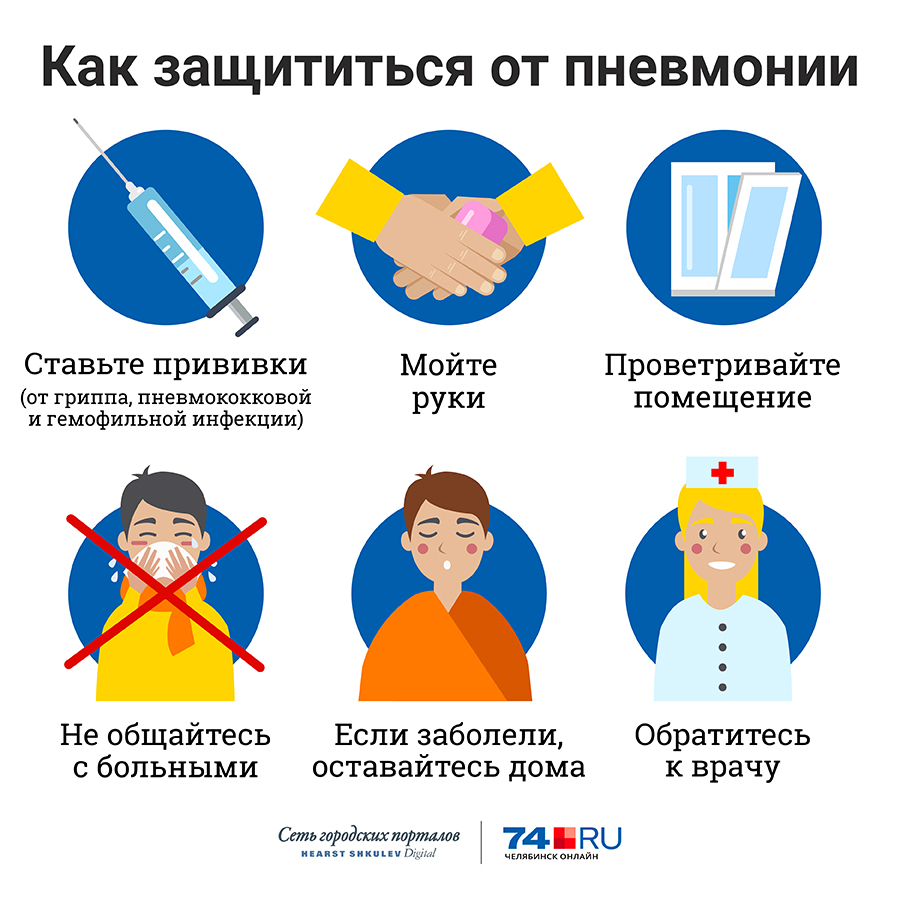 Как защититься от пневмонии
Ставьте прививки
(от гриппа, пневмококковой
и гемофильной инфекции)
Мойте
руки
Проветривайте
помещение
Не общайтесь
с больными
Если заболели,
оставайтесь дома
Обратитесь
к врачу
Сеть городских порталов
HEARST SHKULEV Digital
74 RU
ЧЕЛЯБИНСК ОНЛАЙН